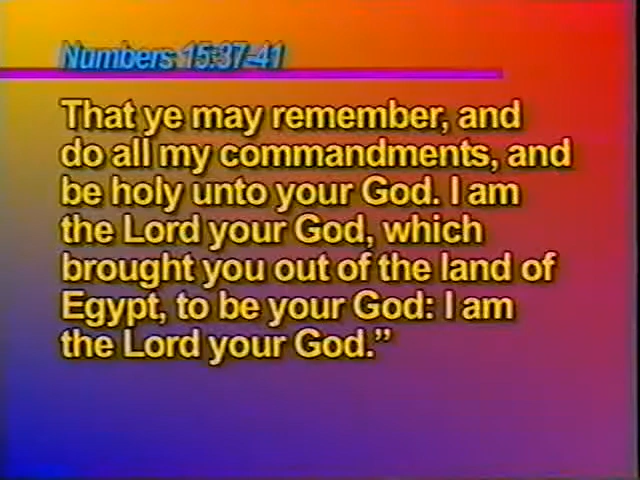 Numbers 15:37-41
That ye may remember, and
do all my commandments, and
be holy unto your God. I am
the Lord your God, which
brought you out of the land of
Egypt, to be your God: I am
the Lord your God.”